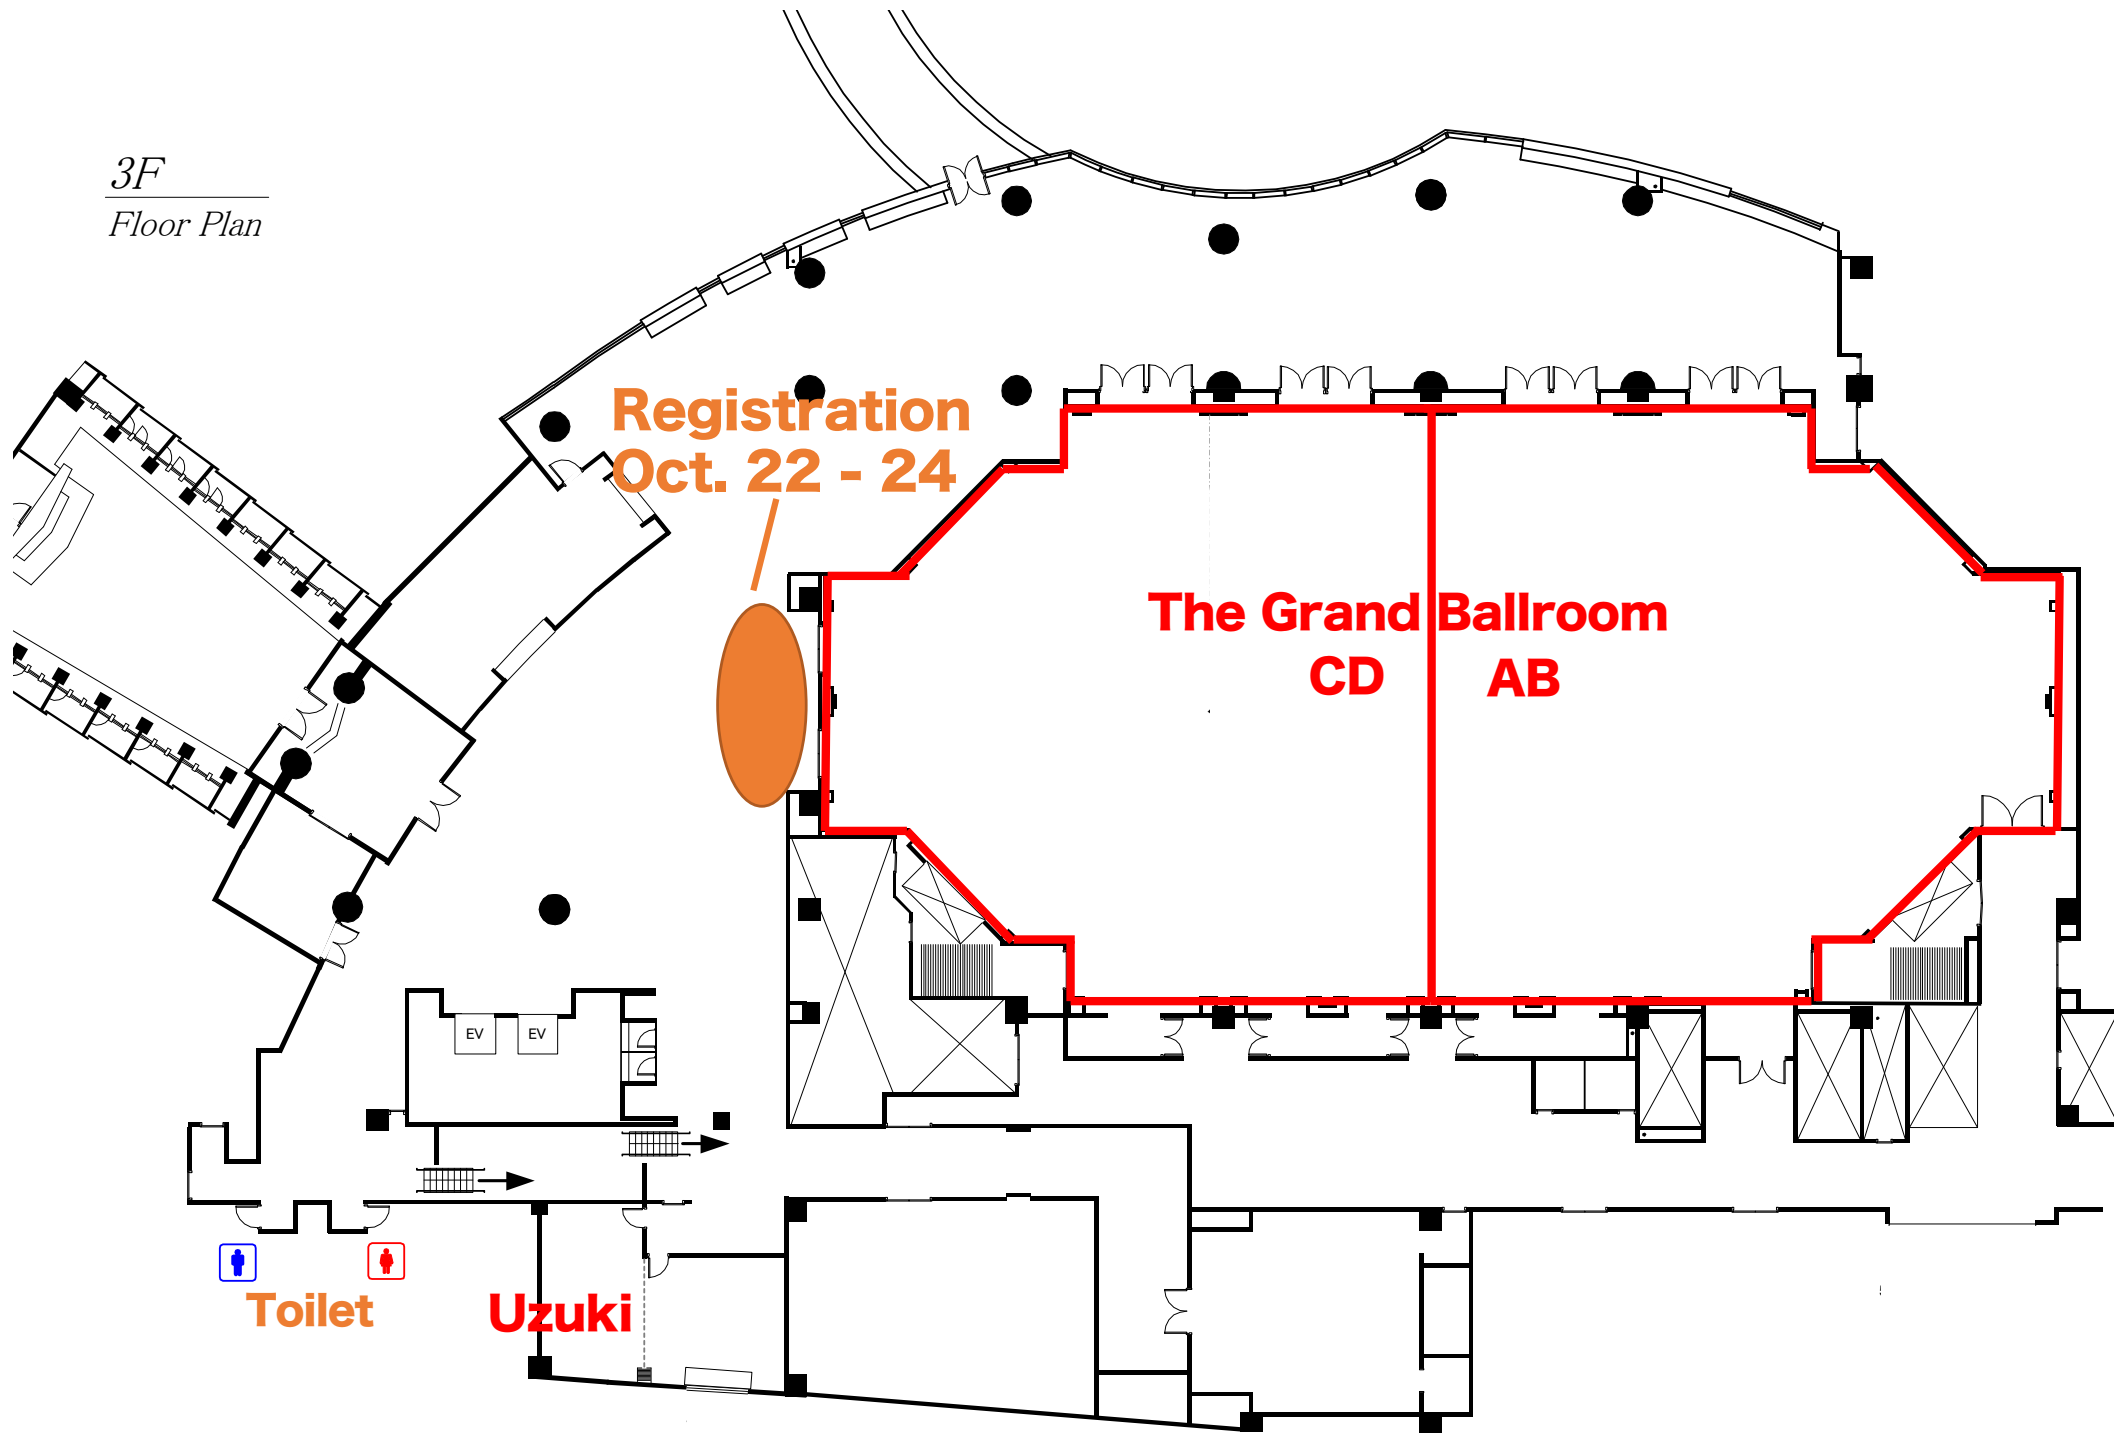 3F
Floor Plan
Registration
Oct. 22 - 24
The Grand Ballroom
CD AB
EV EV
Toilet
Uzuki